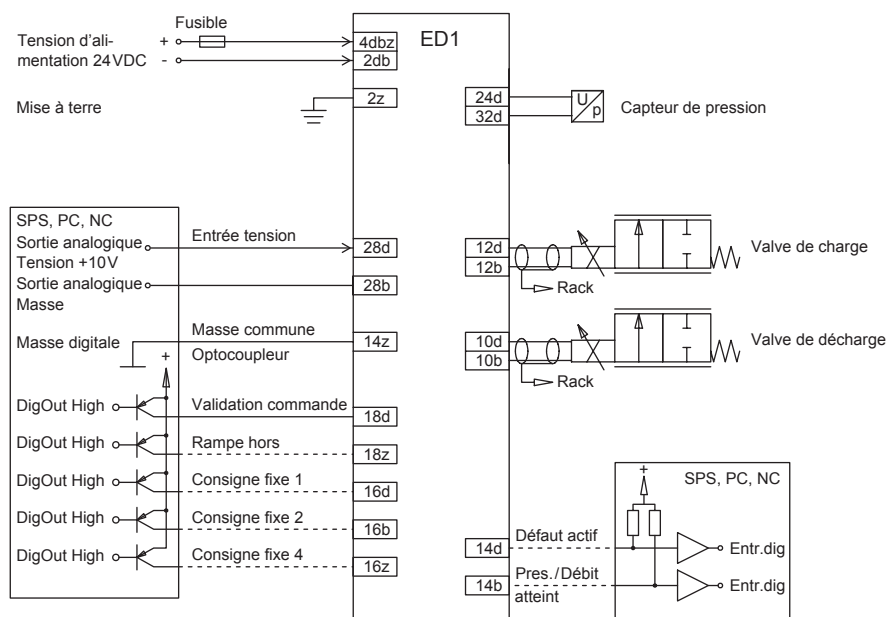 Fusible
Tension d'ali-
mentation 24VDC
+
-
4dbz
2db
ED1
Mise à terre
2z
24d
32d
U
p
Capteur de pression
SPS, PC, NC
Sortie analogique
Tension +10V
Entrée tension
28d
Sortie analogique
Masse
28b
12d
12b
Rack
Valve de charge
Masse digitale
Masse commune
Optocoupleur
14z
+
10d
10b
Rack
Valve de décharge
DigOut High
Validation commande
18d
DigOut High
Rampe hors
18z
DigOut High
Consigne fixe 1
16d
DigOut High
Consigne fixe 2
16b
DigOut High
Consigne fixe 4
16z
SPS, PC, NC
+
14d
Défaut actif
Entr.dig
14b
Pres./Débit
atteint
Entr.dig